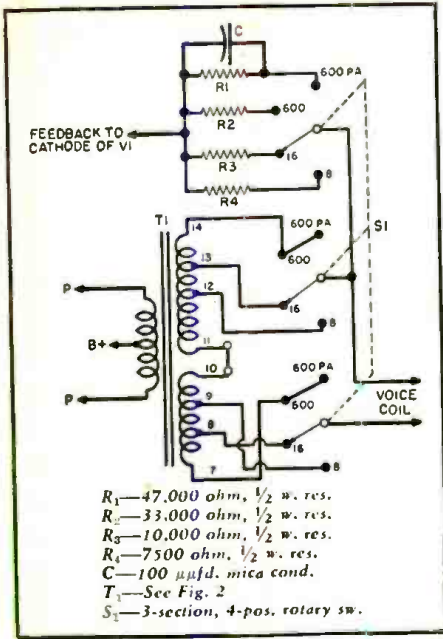 C
600 PA
R1
600
R2
FEEDBACK TO
CATHODE OF V1
16
R3
8
R4
T1
14
600 PA
600
S1
13
P
12
16
B+
11
8
10
600 PA
P
9
600
VOICE
COIL
8
16
7
8
R₁—47,000 ohm, ½ w. res.
R₂—33,000 ohm, ½ w. res.
R₃—10,000 ohm, ½ w. res.
R₄—7500 ohm, ½ w. res.
C—100 μμfd. mica cond.
T₁—See Fig. 2
S₁—3-section, 4-pos. rotary sw.